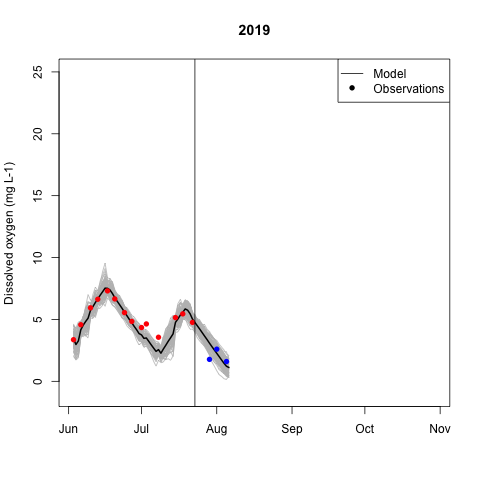 2019
Model
Observations
Dissolved oxygen (mg L-1)
25
20
15
10
5
0
Jun Jul Aug Sep Oct Nov